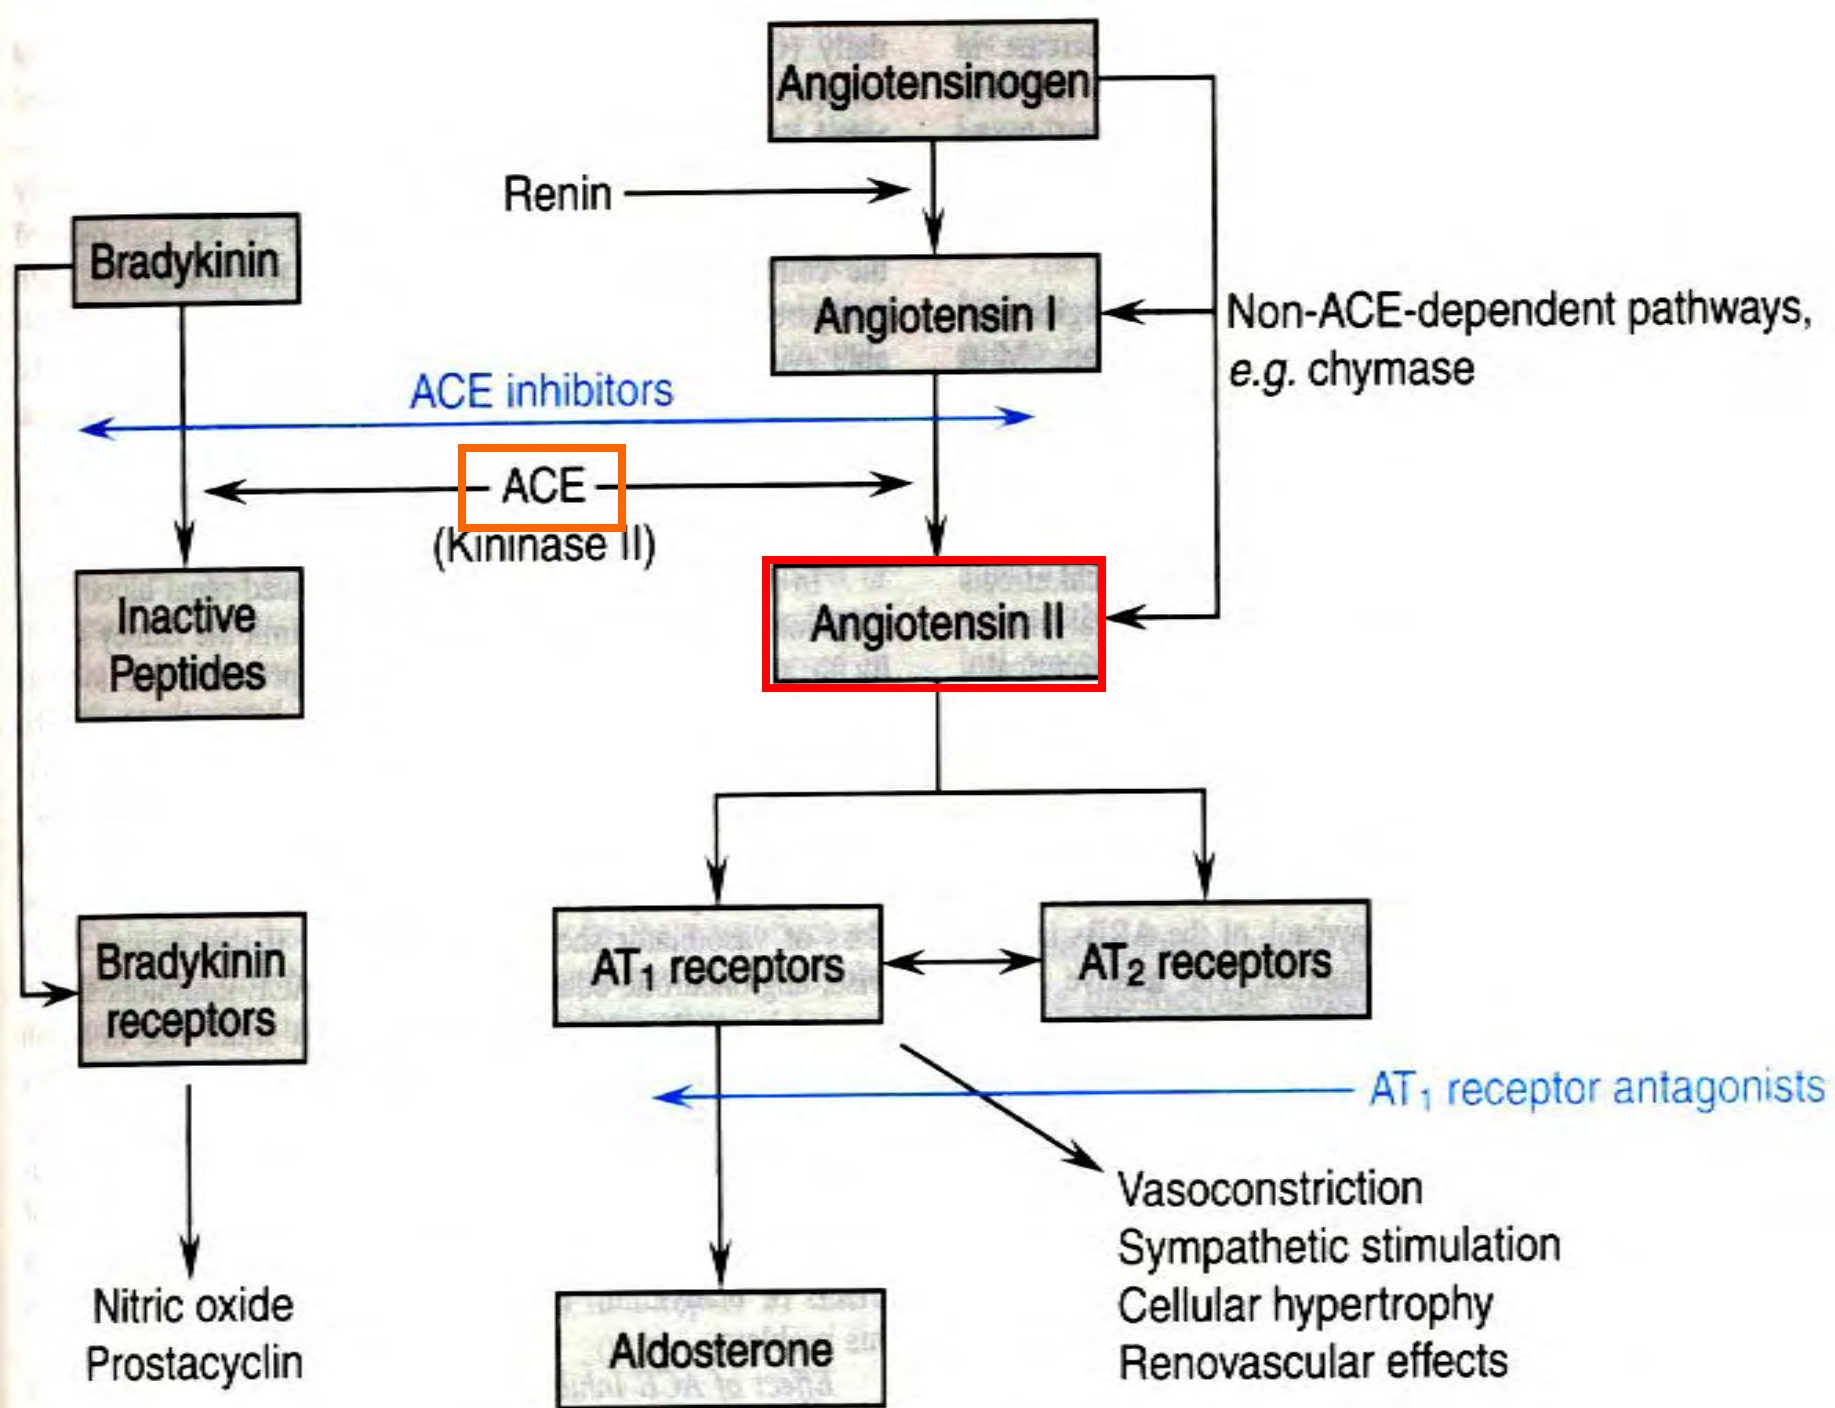 Angiotensinogen
Renin
Bradykinin
Angiotensin I
Non-ACE-dependent pathways,
e.g. chymase
ACE inhibitors
ACE
(Kininase II)
Inactive
Peptides
Angiotensin II
Bradykinin
receptors
AT₁ receptors
AT₂ receptors
AT₁ receptor antagonists
Vasoconstriction
Sympathetic stimulation
Cellular hypertrophy
Renovascular effects
Nitric oxide
Prostacyclin
Aldosterone